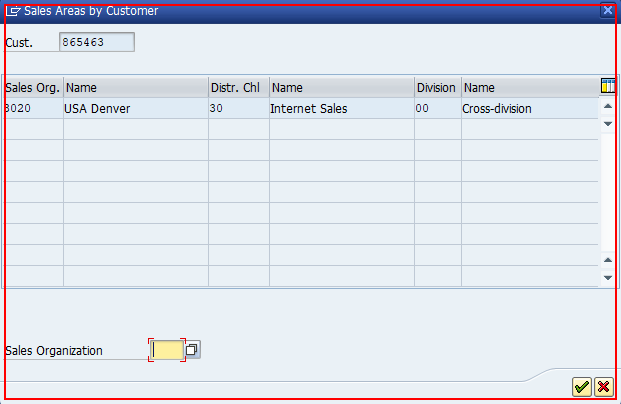 Sales Areas by Customer
Cust. 865463
Sales Org. Name Distr. Chl Name Division Name
3020 USA Denver 30 Internet Sales 00 Cross-division
Sales Organization